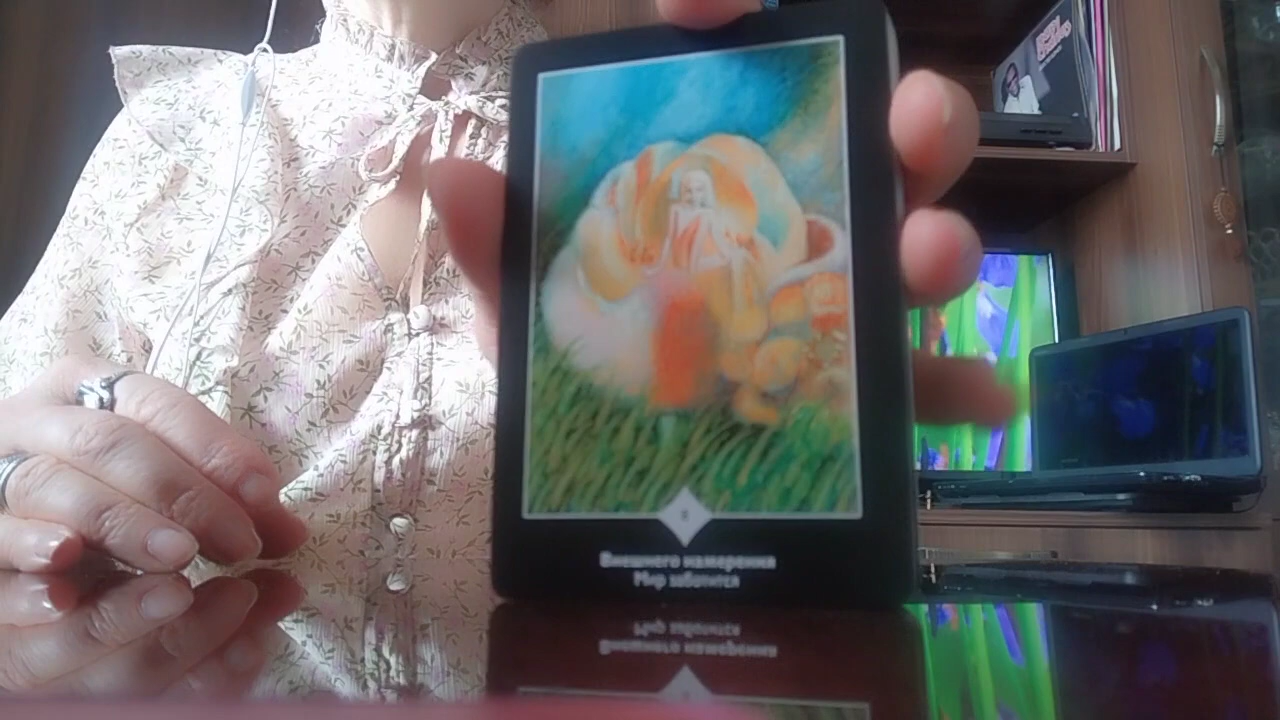 Внешнего намерения
Мир заботится